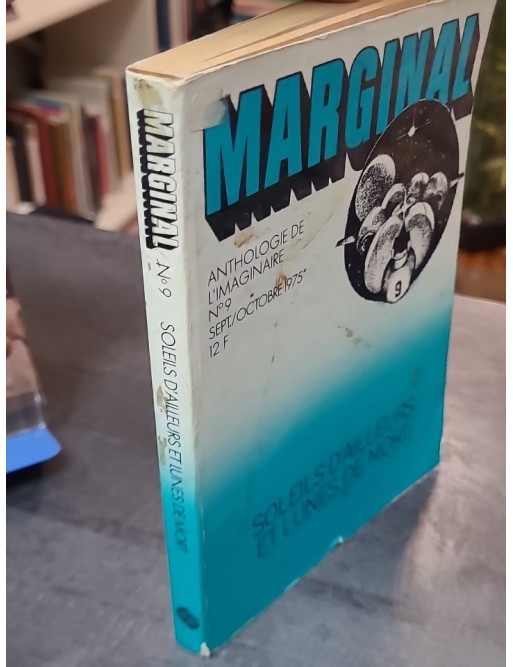 MARGINAL
N° 9
SOLEILS D'AILLEURS ET LUNES DE MORT
MARGINAL
ANTHOLOGIE DE
L'IMAGINAIRE
N° 9
SEPT./OCTOBRE 1975*
12 F
9
SOLEILS D'AILLEURS
ET LUNES DE MORT